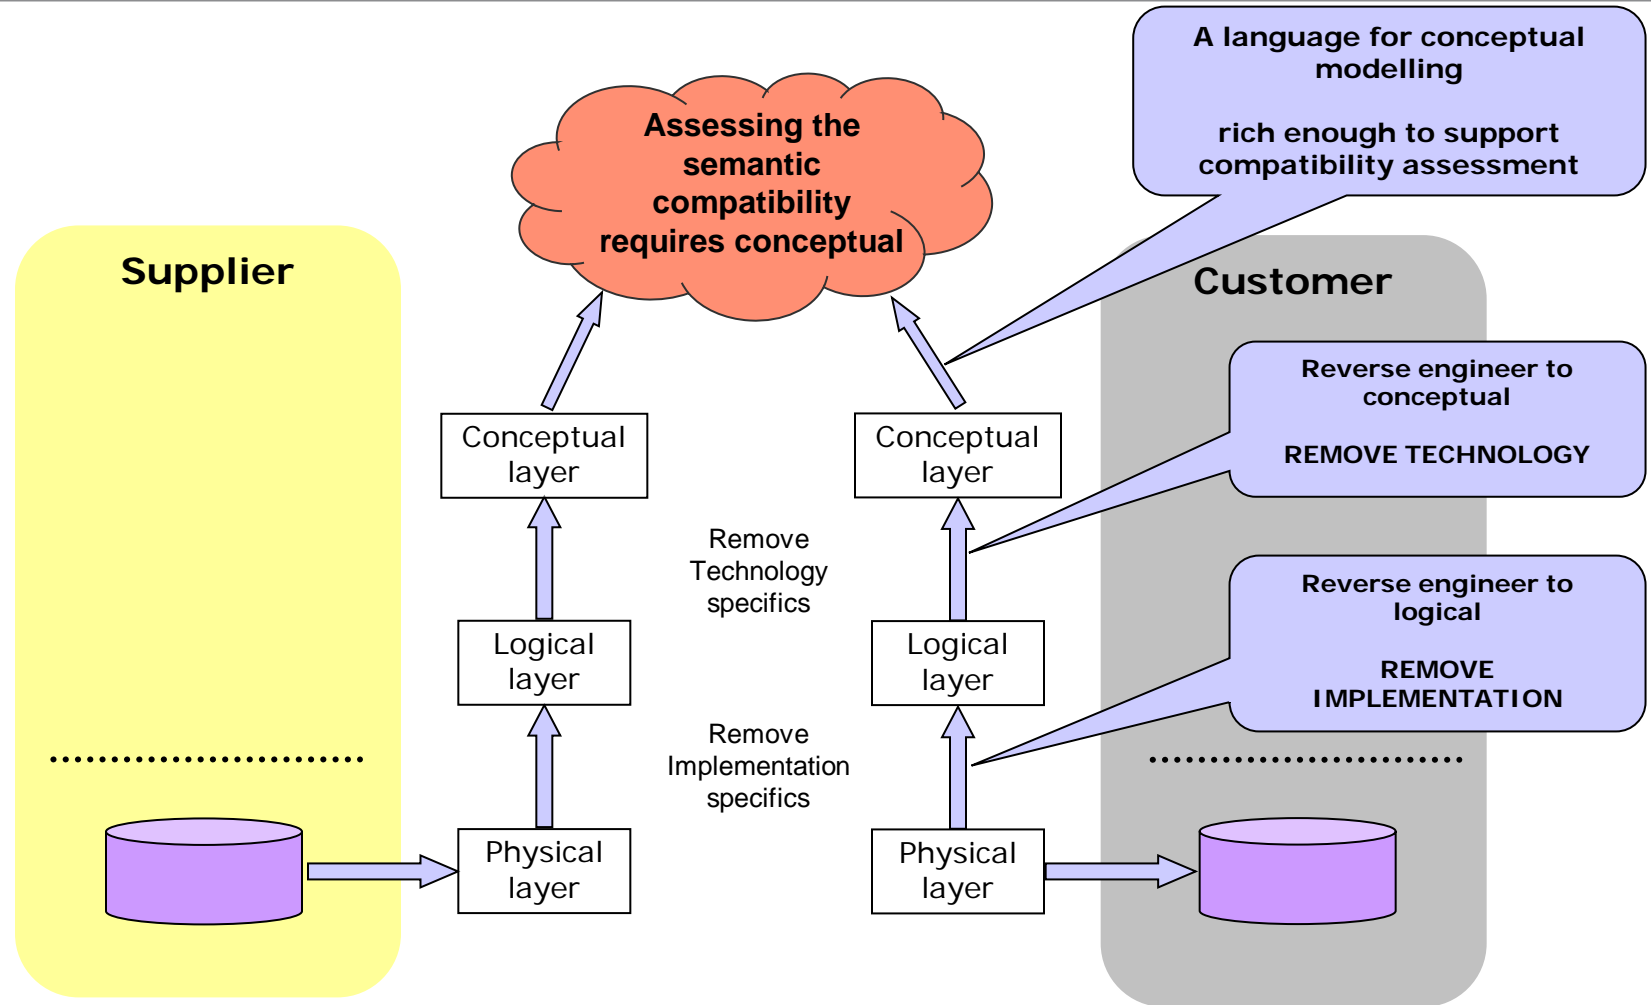 A language for conceptual
modelling
rich enough to support
compatibility assessment
Assessing the
semantic
compatibility
requires conceptual
Supplier
Customer
Reverse engineer to
conceptual
REMOVE TECHNOLOGY
Conceptual
layer
Conceptual
layer
Remove
Technology
specifics
Reverse engineer to
logical
REMOVE
IMPLEMENTATION
Logical
layer
Logical
layer
Remove
Implementation
specifics
Physical
layer
Physical
layer